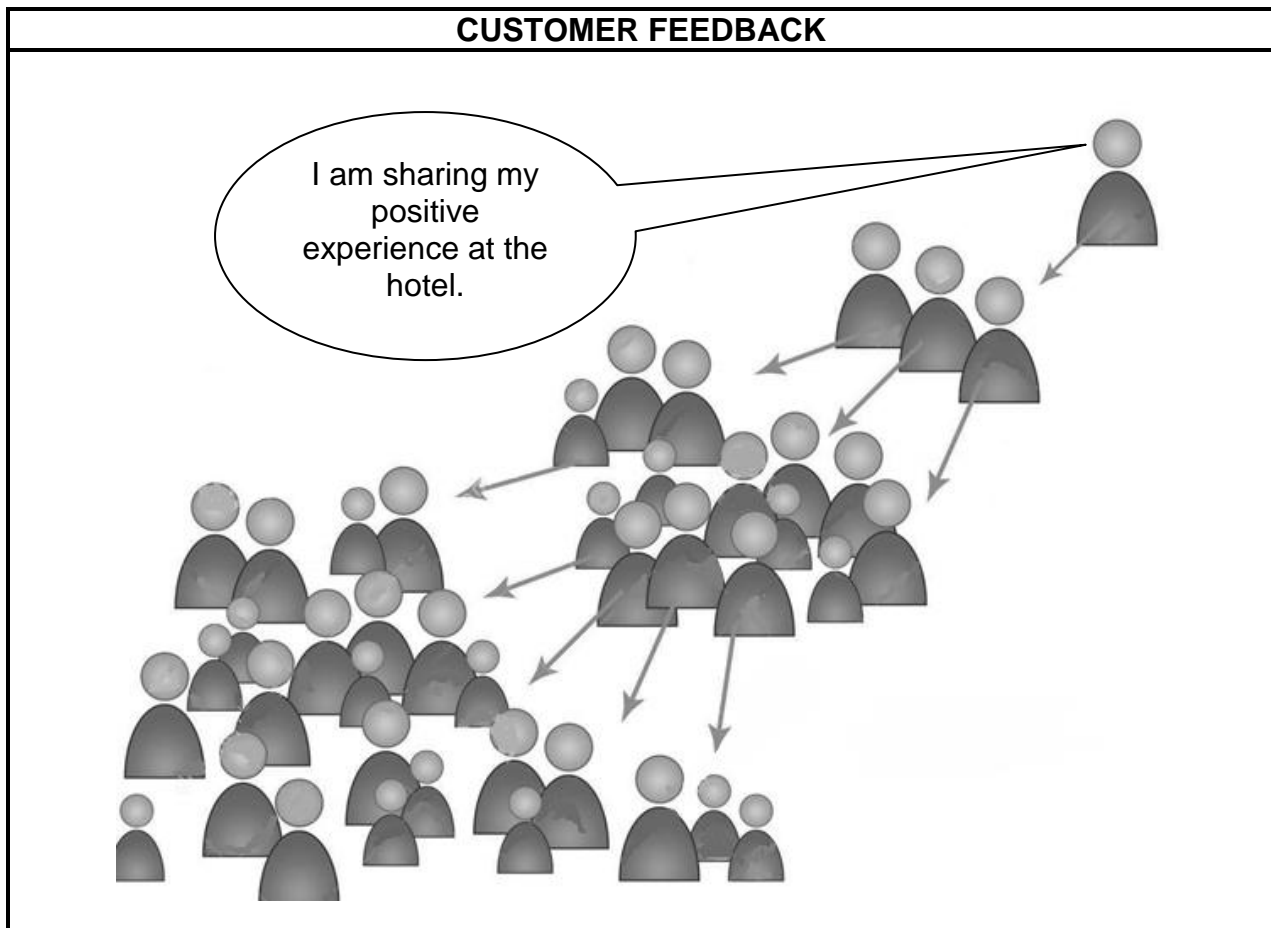 CUSTOMER FEEDBACK
I am sharing my
positive
experience at the
hotel.